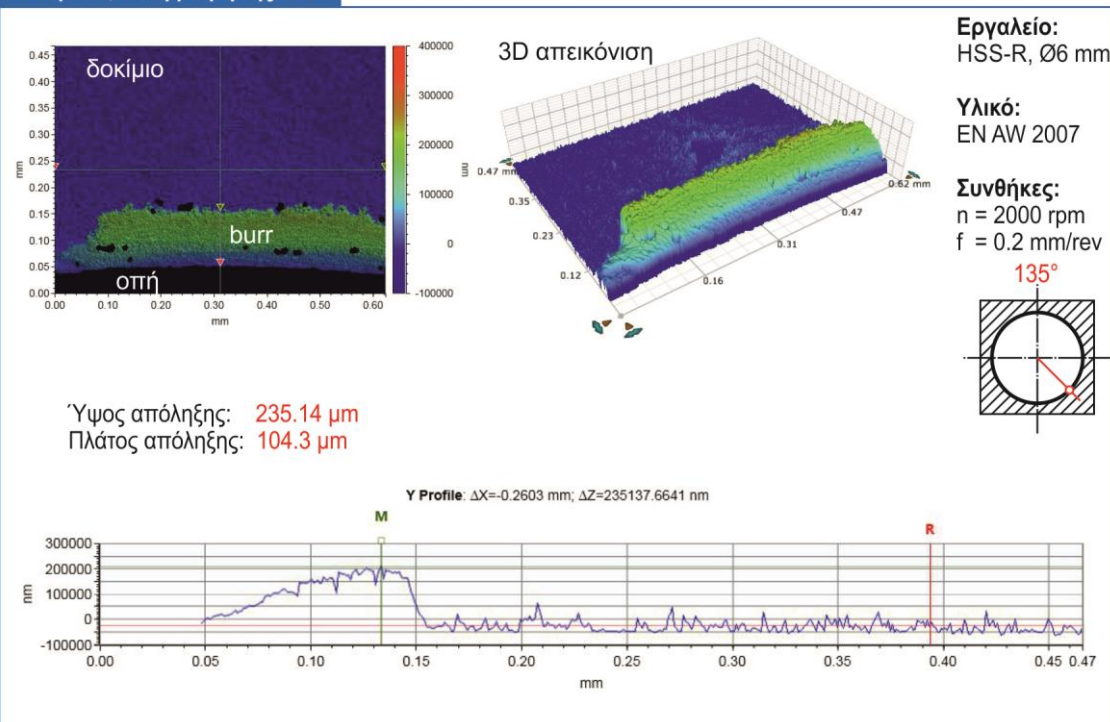 δοκίμιο
burr
οπή
0.45
0.40
0.35
0.30
0.25
0.20
0.15
0.10
0.05
0.00
mm
0.00 0.10 0.20 0.30 0.40 0.50 0.60
mm
400000
300000
200000
100000
0
-100000
nm
3D απεικόνιση
0.47 mm
0.35
0.23
0.12
0.16
0.31
0.47
0.62 mm
Εργαλείο:
HSS-R, Ø6 mm
Υλικό:
EN AW 2007
Συνθήκες:
n = 2000 rpm
f = 0.2 mm/rev
135°
Ύψος απόληξης: 235.14 μm
Πλάτος απόληξης: 104.3 μm
Y Profile: ΔX=-0.2603 mm; ΔZ=235137.6641 nm
M
R
300000
200000
100000
0
-100000
nm
0.00 0.05 0.10 0.15 0.20 0.25 0.30 0.35 0.40 0.45 0.47
mm